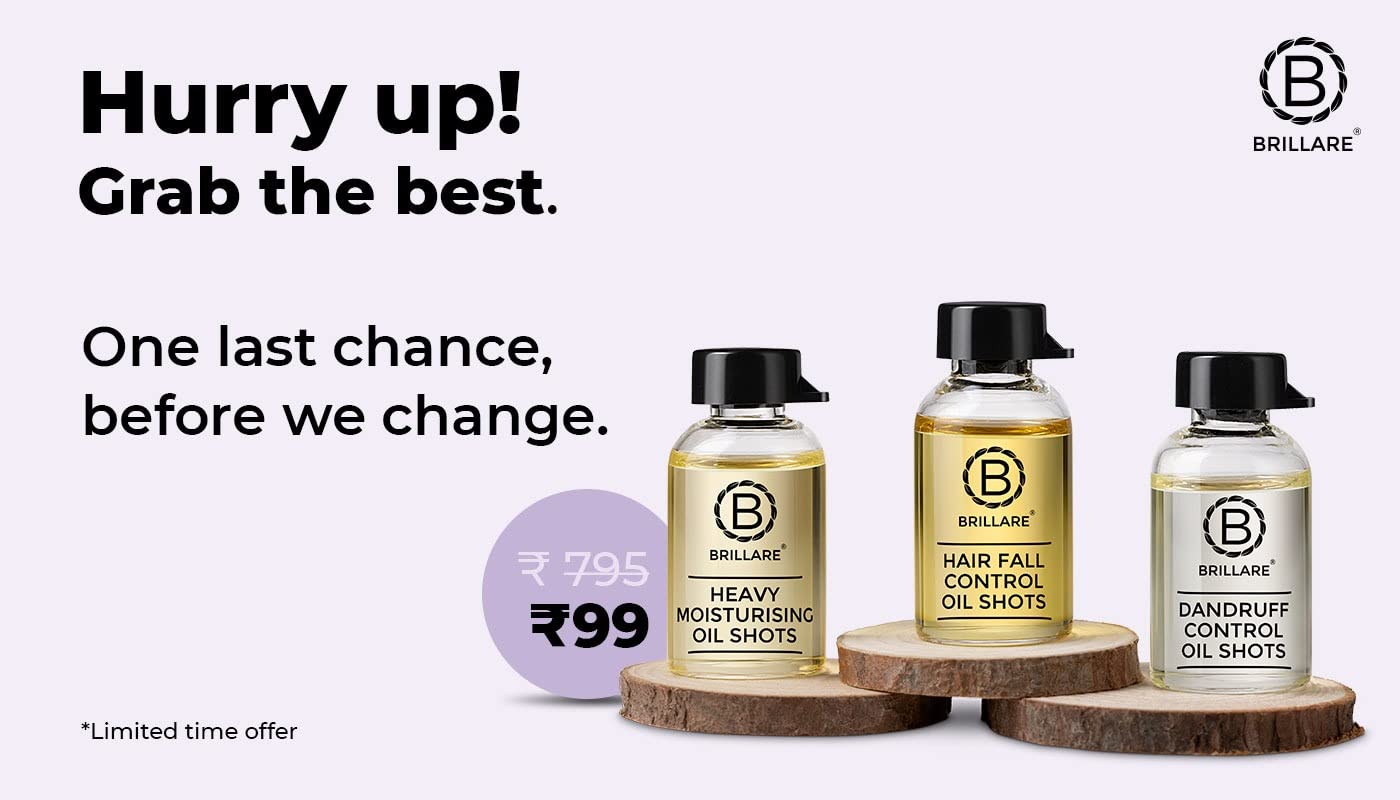 Hurry up!
Grab the best.
One last chance,
before we change.
₹ 795
₹99
*Limited time offer
B
BRILLARE®
B
BRILLARE®
HEAVY
MOISTURISING
OIL SHOTS
B
BRILLARE®
HAIR FALL
CONTROL
OIL SHOTS
B
BRILLARE®
DANDRUFF
CONTROL
OIL SHOTS